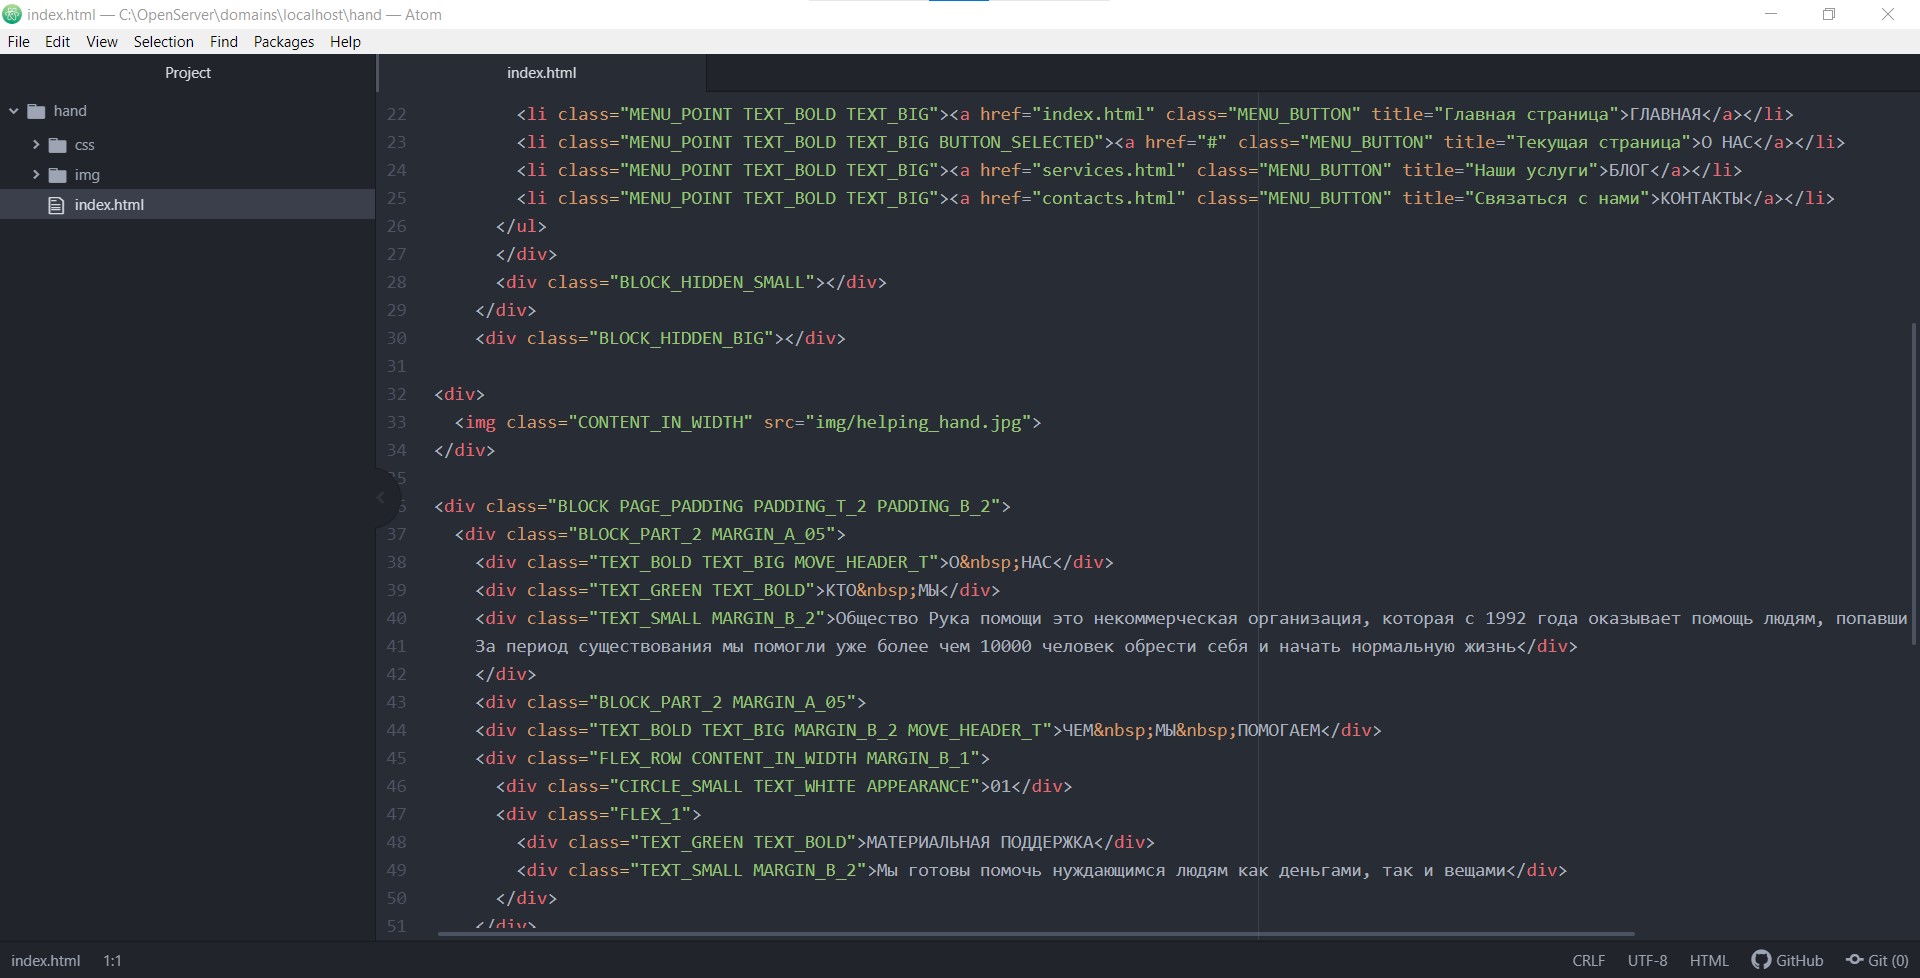 index.html — C:\OpenServer\domains\localhost\hand — Atom
File Edit View Selection Find Packages Help
Project
index.html
hand
css
img
index.html
22 <li class="MENU_POINT TEXT_BOLD TEXT_BIG"><a href="index.html" class="MENU_BUTTON" title="Главная страница">ГЛАВНАЯ</a></li>
23 <li class="MENU_POINT TEXT_BOLD TEXT_BIG BUTTON_SELECTED"><a href="#" class="MENU_BUTTON" title="Текущая страница">О НАС</a></li>
24 <li class="MENU_POINT TEXT_BOLD TEXT_BIG"><a href="services.html" class="MENU_BUTTON" title="Наши услуги">БЛОГ</a></li>
25 <li class="MENU_POINT TEXT_BOLD TEXT_BIG"><a href="contacts.html" class="MENU_BUTTON" title="Связаться с нами">КОНТАКТЫ</a></li>
26 </ul>
27 </div>
28 <div class="BLOCK_HIDDEN_SMALL"></div>
29 </div>
30 <div class="BLOCK_HIDDEN_BIG"></div>
31
32 <div>
33 <img class="CONTENT_IN_WIDTH" src="img/helping_hand.jpg">
34 </div>
35
36 <div class="BLOCK PAGE_PADDING PADDING_T_2 PADDING_B_2">
37 <div class="BLOCK_PART_2 MARGIN_A_05">
38 <div class="TEXT_BOLD TEXT_BIG MOVE_HEADER_T">О&nbsp;НАС</div>
39 <div class="TEXT_GREEN TEXT_BOLD">КТО&nbsp;МЫ</div>
40 <div class="TEXT_SMALL MARGIN_B_2">Общество Рука помощи это некоммерческая организация, которая с 1992 года оказывает помощь людям, попавши
41 За период существования мы помогли уже более чем 10000 человек обрести себя и начать нормальную жизнь</div>
42 </div>
43 <div class="BLOCK_PART_2 MARGIN_A_05">
44 <div class="TEXT_BOLD TEXT_BIG MARGIN_B_2 MOVE_HEADER_T">ЧЕМ&nbsp;МЫ&nbsp;ПОМОГАЕМ</div>
45 <div class="FLEX_ROW CONTENT_IN_WIDTH MARGIN_B_1">
46 <div class="CIRCLE_SMALL TEXT_WHITE APPEARANCE">01</div>
47 <div class="FLEX_1">
48 <div class="TEXT_GREEN TEXT_BOLD">МАТЕРИАЛЬНАЯ ПОДДЕРЖКА</div>
49 <div class="TEXT_SMALL MARGIN_B_2">Мы готовы помочь нуждающимся людям как деньгами, так и вещами</div>
50 </div>
51 </div>
index.html 1:1 CRLF UTF-8 HTML GitHub Git (0)